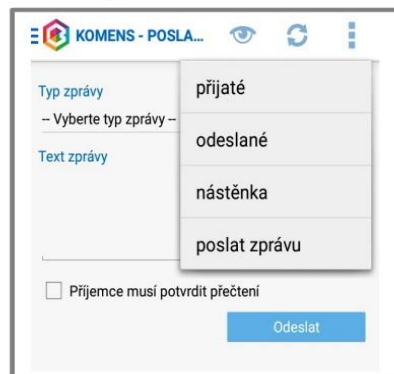 KOMENS - POSLA...
Typ zprávy
-- Vyberte typ zprávy --
Text zprávy
přijaté
odeslané
nástěnka
poslat zprávu
Příjemce musí potvrdit přečtení
Odeslat